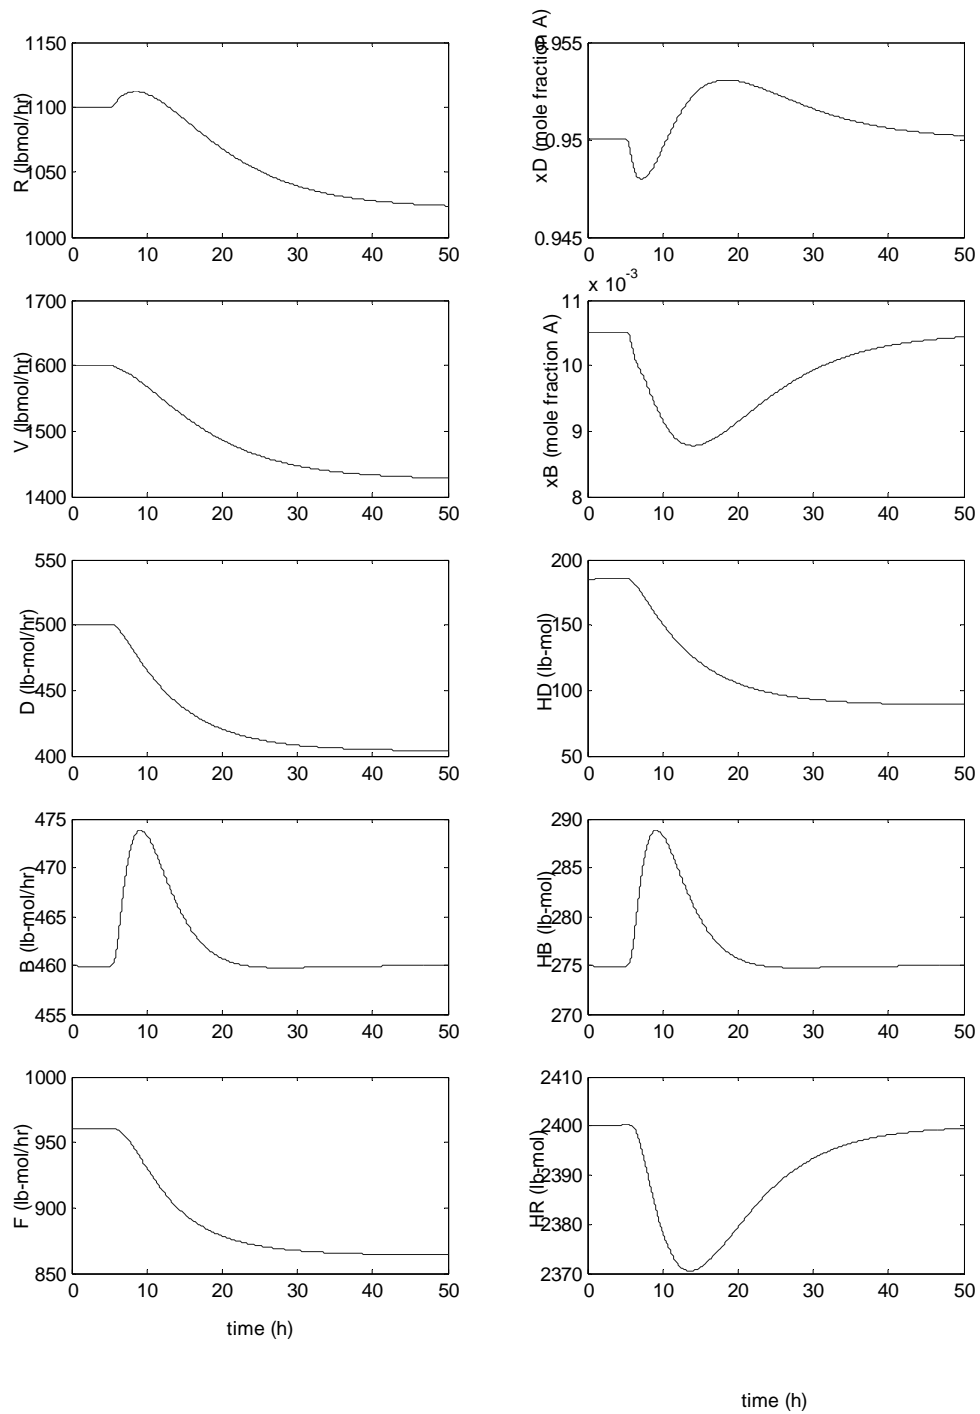 1150
1100
1050
1000
R (lbmol/hr)
0 10 20 30 40 50
0.955
0.95
0.945
xD (mole fraction A)
0 10 20 30 40 50
1700
1600
1500
1400
V (lbmol/hr)
0 10 20 30 40 50
x 10-3
11
10
9
8
xB (mole fraction A)
0 10 20 30 40 50
550
500
450
400
D (lb-mol/hr)
0 10 20 30 40 50
200
150
100
50
HD (lb-mol)
0 10 20 30 40 50
475
470
465
460
455
B (lb-mol/hr)
0 10 20 30 40 50
290
285
280
275
270
HB (lb-mol)
0 10 20 30 40 50
1000
950
900
850
F (lb-mol/hr)
0 10 20 30 40 50
time (h)
2410
2400
2390
2380
2370
HR (lb-mol)
0 10 20 30 40 50
time (h)